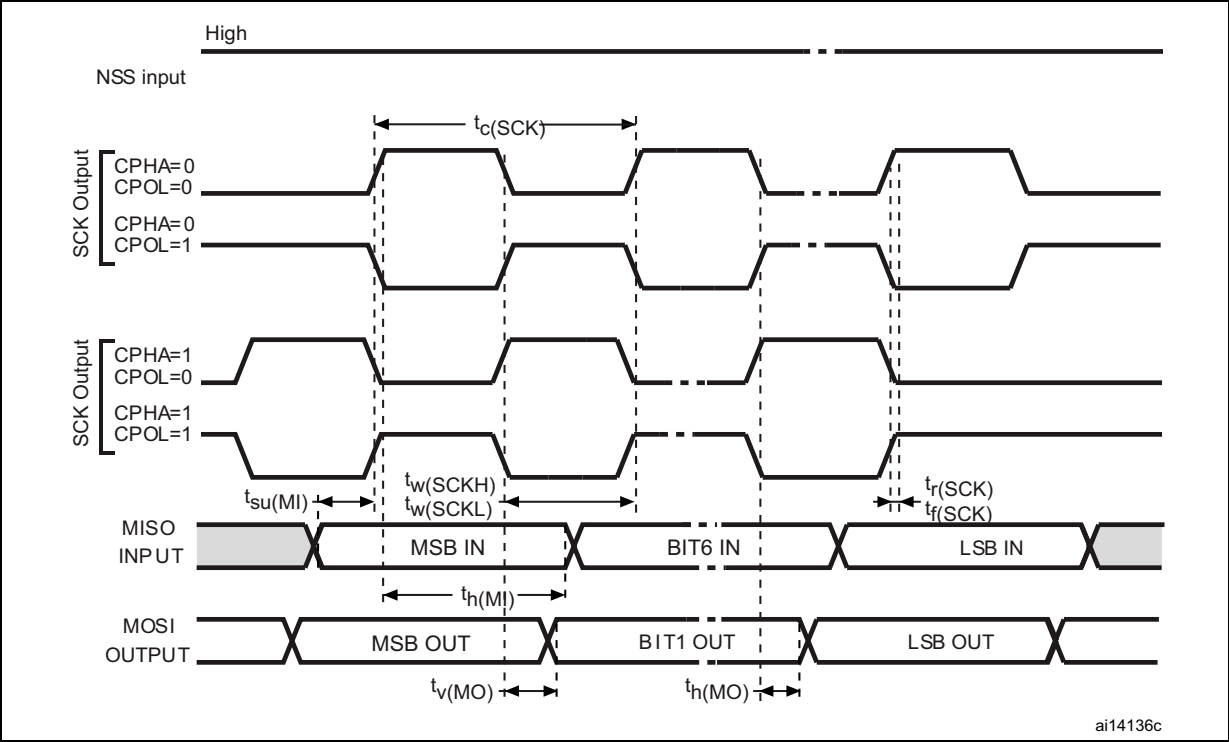 High
NSS input
tc(SCK)
SCK Output
CPHA=0
CPOL=0
CPHA=0
CPOL=1
SCK Output
CPHA=1
CPOL=0
CPHA=1
CPOL=1
tsu(MI)
tw(SCKH)
tw(SCKL)
tr(SCK)
tf(SCK)
MISO
INPUT
MSB IN
BIT6 IN
LSB IN
th(MI)
MOSI
OUTPUT
MSB OUT
BIT1 OUT
LSB OUT
tv(MO)
th(MO)
ai14136c